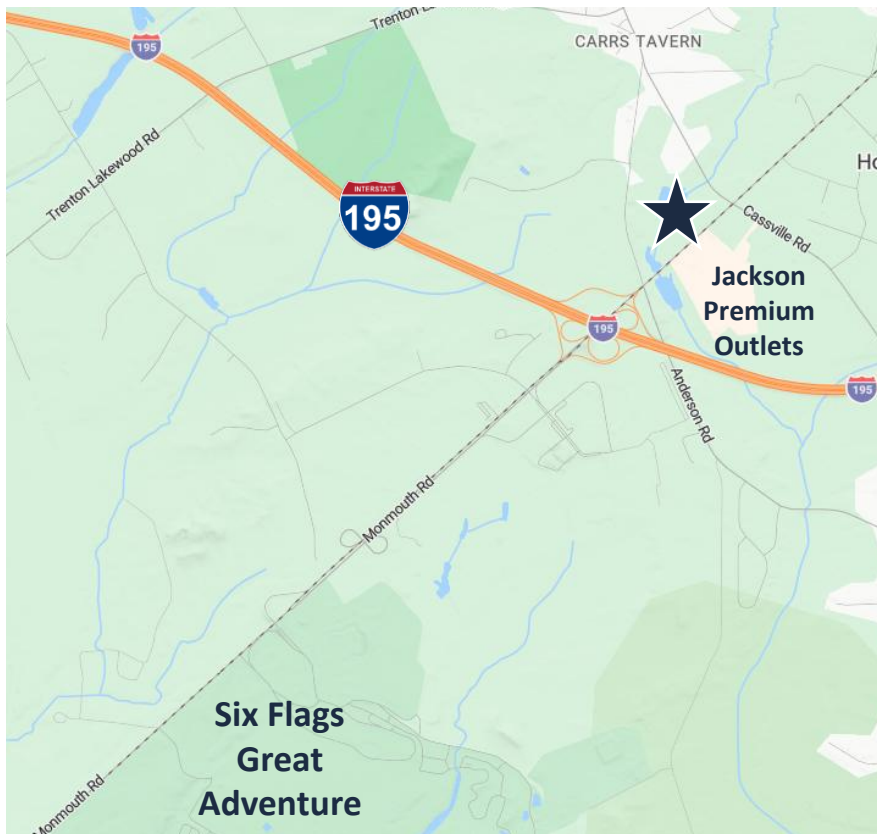 Trenton L
CARRS TAVERN
195
Trenton Lakewood Rd
Ho
INTERSTATE
195
Cassville Rd
Jackson
Premium
Outlets
195
195
Anderson Rd
Monmouth Rd
Six Flags
Great
Adventure
Monmouth Rd